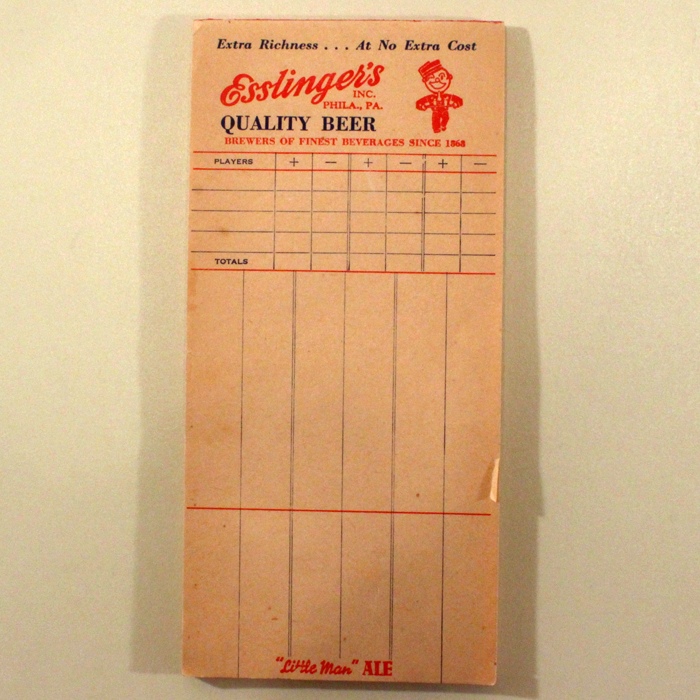 Extra Richness . . . At No Extra Cost
Esslinger's
INC.
PHILA., PA.
QUALITY BEER
BREWERS OF FINEST BEVERAGES SINCE 1868
PLAYERS + — + — + —
TOTALS
"Little Man" ALE